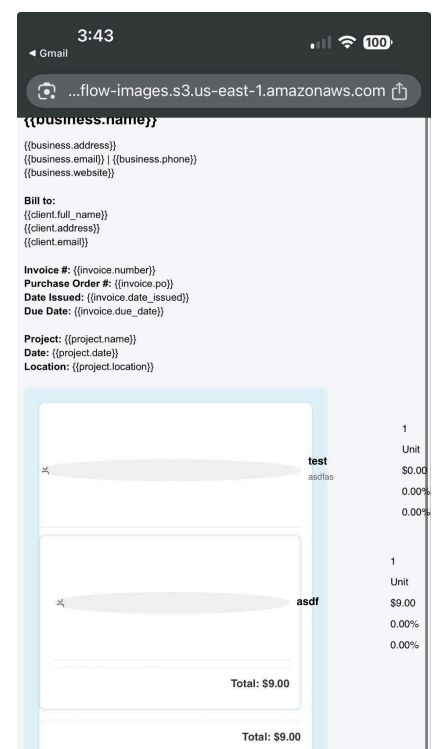 3:43
◀ Gmail
100
...flow-images.s3.us-east-1.amazonaws.com
{{business.name}}
{{business.address}}
{{business.email}} | {{business.phone}}
{{business.website}}
Bill to:
{{client.full_name}}
{{client.address}}
{{client.email}}
Invoice #: {{invoice.number}}
Purchase Order #: {{invoice.po}}
Date Issued: {{invoice.date_issued}}
Due Date: {{invoice.due_date}}
Project: {{project.name}}
Date: {{project.date}}
Location: {{project.location}}
test
asdfas
1
Unit
$0.00
0.00%
0.00%
asdf
1
Unit
$9.00
0.00%
0.00%
Total: $9.00
Total: $9.00